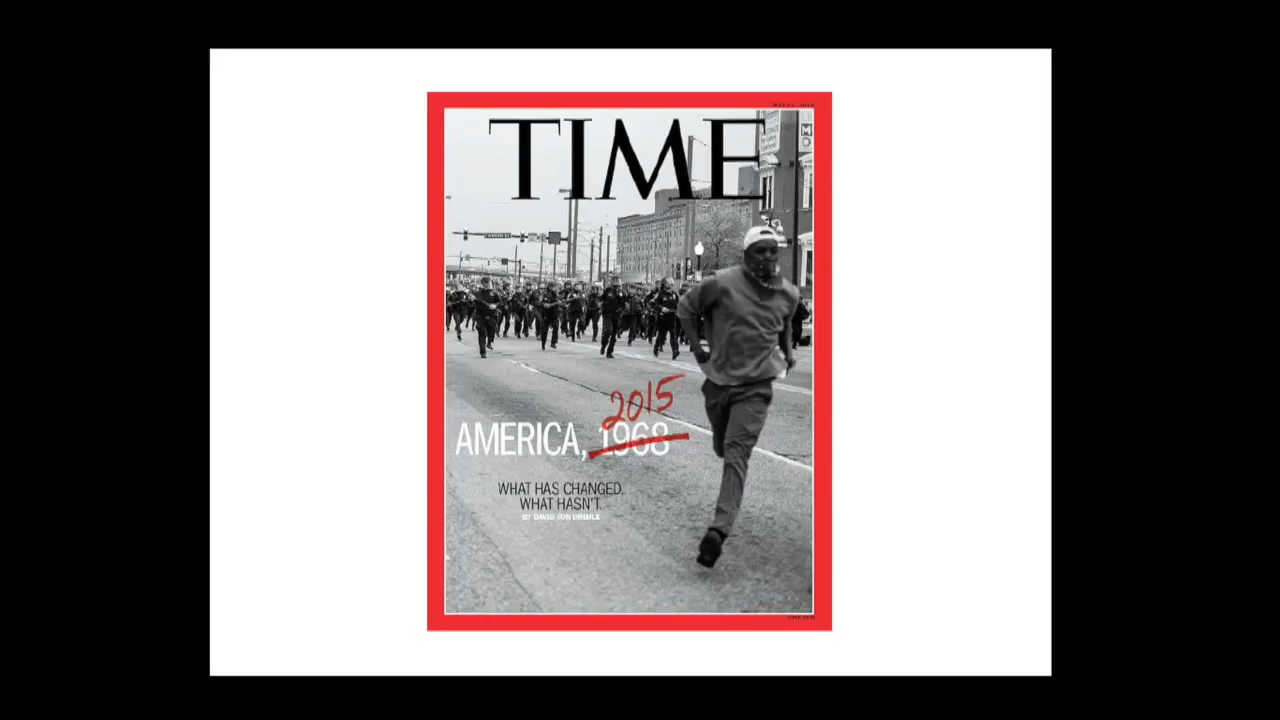 TIME
2015
AMERICA, 1968
WHAT HAS CHANGED.
WHAT HASN'T.
BY DAVID VON DREHLE